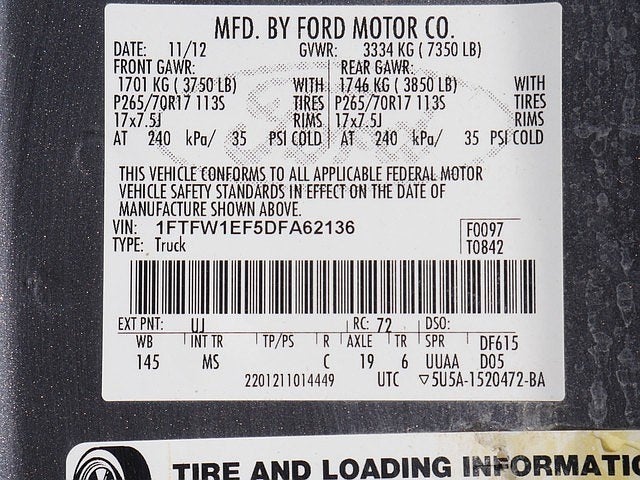 MFD. BY FORD MOTOR CO.
DATE: 11/12 GVWR: 3334 KG (7350 LB)
FRONT GAWR: REAR GAWR:
1701 KG (3750 LB) WITH 1746 KG (3850 LB) WITH
P265/70R17 113S TIRES P265/70R17 113S TIRES
17x7.5J RIMS 17x7.5J RIMS
AT 240 kPa/ 35 PSI COLD AT 240 kPa/ 35 PSI COLD
THIS VEHICLE CONFORMS TO ALL APPLICABLE FEDERAL MOTOR
VEHICLE SAFETY STANDARDS IN EFFECT ON THE DATE OF
MANUFACTURE SHOWN ABOVE.
VIN: 1FTFW1EF5DFA62136 F0097
TYPE: Truck T0842
EXT PNT: UJ RC: 72 DSO:
WB INT TR TP/PS R AXLE TR SPR DF615
145 MS C 19 6 UUAA D05
2201211014449 UTC ▽5U5A-1520472-BA
TIRE AND LOADING INFORMATIO